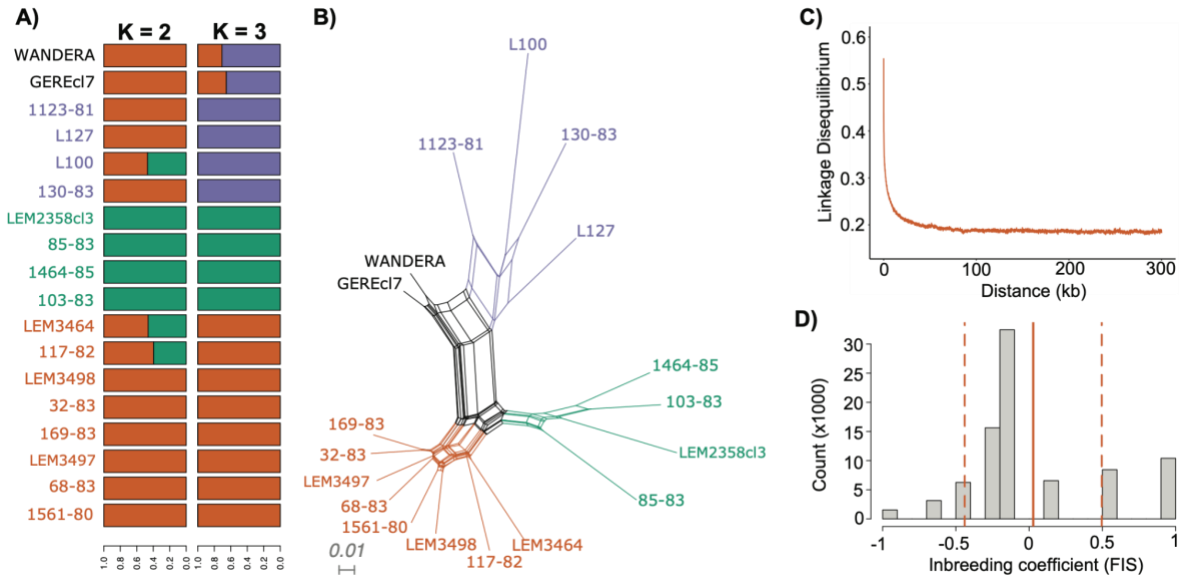 A)
K = 2 K = 3
WANDERA
GEREcl7
1123-81
L127
L100
130-83
LEM2358cl3
85-83
1464-85
103-83
LEM3464
117-82
LEM3498
32-83
169-83
LEM3497
68-83
1561-80
1.0 0.8 0.6 0.4 0.2 0.0 1.0 0.8 0.6 0.4 0.2 0.0
B)
L100
1123-81
130-83
L127
WANDERA
GEREcl7
1464-85
103-83
LEM2358cl3
85-83
169-83
32-83
LEM3497
68-83
1561-80
LEM3498
117-82
LEM3464
0.01
C)
Linkage Disequilibrium
0.6
0.5
0.4
0.3
0.2
0 100 200 300
Distance (kb)
D)
Count (x1000)
30
25
20
15
10
5
0
-1 -0.5 0 0.5 1
Inbreeding coefficient (FIS)